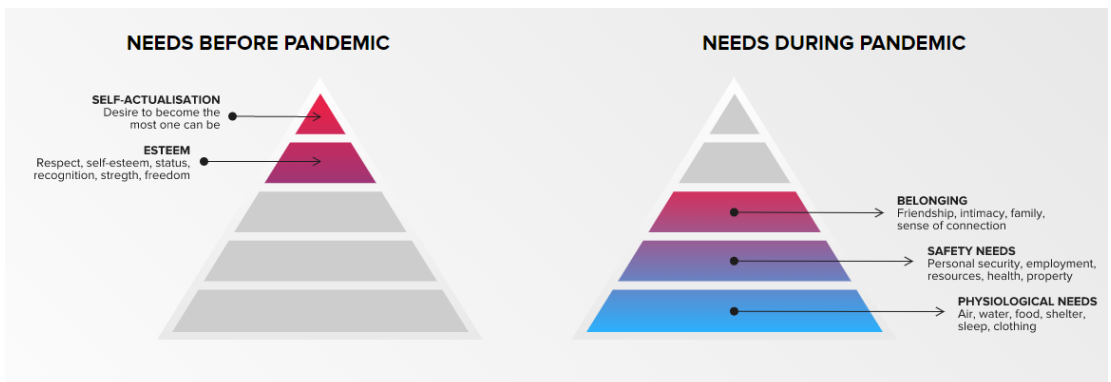 NEEDS BEFORE PANDEMIC
SELF-ACTUALISATION
Desire to become the
most one can be
ESTEEM
Respect, self-esteem, status,
recognition, stregth, freedom
NEEDS DURING PANDEMIC
BELONGING
Friendship, intimacy, family,
sense of connection
SAFETY NEEDS
Personal security, employment,
resources, health, property
PHYSIOLOGICAL NEEDS
Air, water, food, shelter,
sleep, clothing